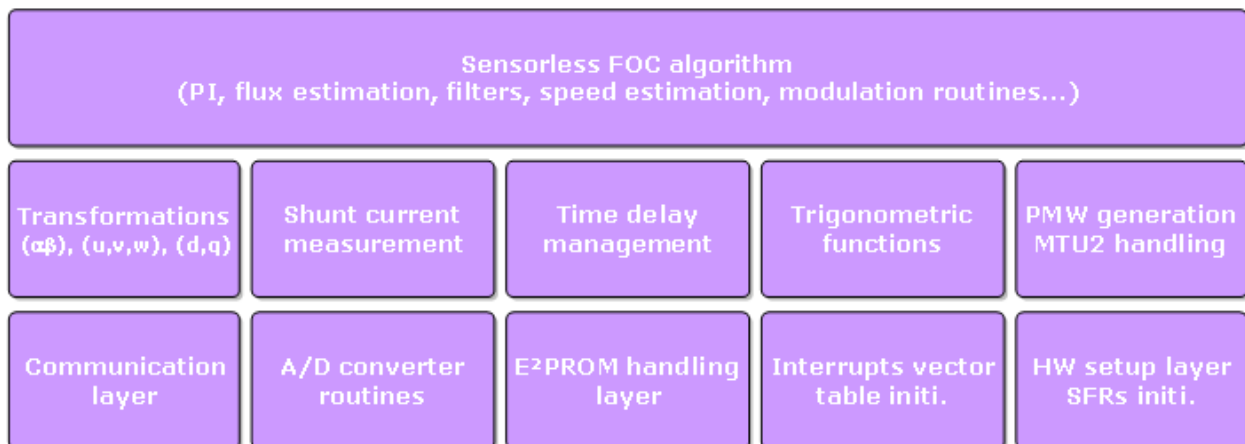 Sensorless FOC algorithm
(PI, flux estimation, filters, speed estimation, modulation routines...)
Transformations
(αβ), (u,v,w), (d,q)
Shunt current
measurement
Time delay
management
Trigonometric
functions
PMW generation
MTU2 handling
Communication
layer
A/D converter
routines
E²PROM handling
layer
Interrupts vector
table initi.
HW setup layer
SFRs initi.